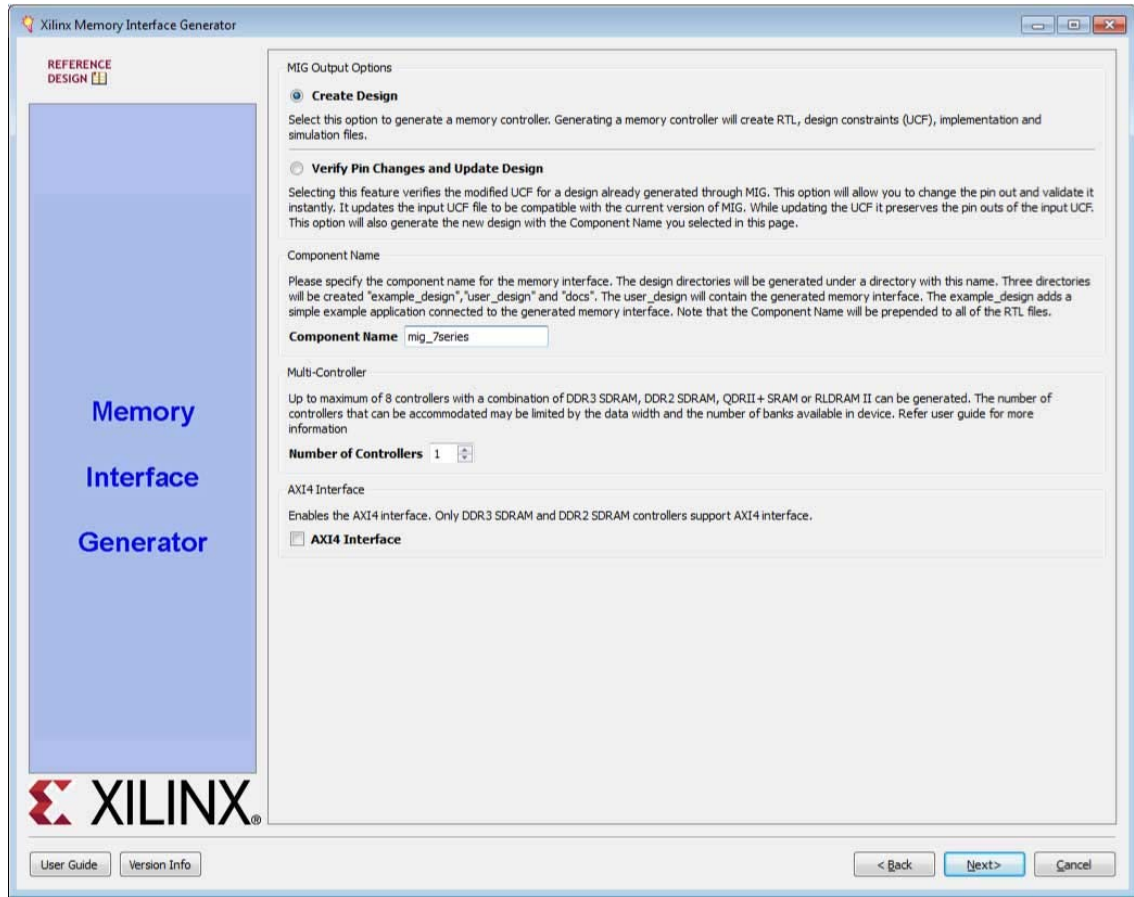 Xilinx Memory Interface Generator
REFERENCE
DESIGN
Memory
Interface
Generator
XILINX®
MIG Output Options
Create Design
Select this option to generate a memory controller. Generating a memory controller will create RTL, design constraints (UCF), implementation and
simulation files.
Verify Pin Changes and Update Design
Selecting this feature verifies the modified UCF for a design already generated through MIG. This option will allow you to change the pin out and validate it
instantly. It updates the input UCF file to be compatible with the current version of MIG. While updating the UCF it preserves the pin outs of the input UCF.
This option will also generate the new design with the Component Name you selected in this page.
Component Name
Please specify the component name for the memory interface. The design directories will be generated under a directory with this name. Three directories
will be created "example_design","user_design" and "docs". The user_design will contain the generated memory interface. The example_design adds a
simple example application connected to the generated memory interface. Note that the Component Name will be prepended to all of the RTL files.
Component Name mig_7series
Multi-Controller
Up to maximum of 8 controllers with a combination of DDR3 SDRAM, DDR2 SDRAM, QDRII+ SRAM or RLDRAM II can be generated. The number of
controllers that can be accommodated may be limited by the data width and the number of banks available in device. Refer user guide for more
information
Number of Controllers 1
AXI4 Interface
Enables the AXI4 interface. Only DDR3 SDRAM and DDR2 SDRAM controllers support AXI4 interface.
AXI4 Interface
User Guide Version Info < Back Next> Cancel